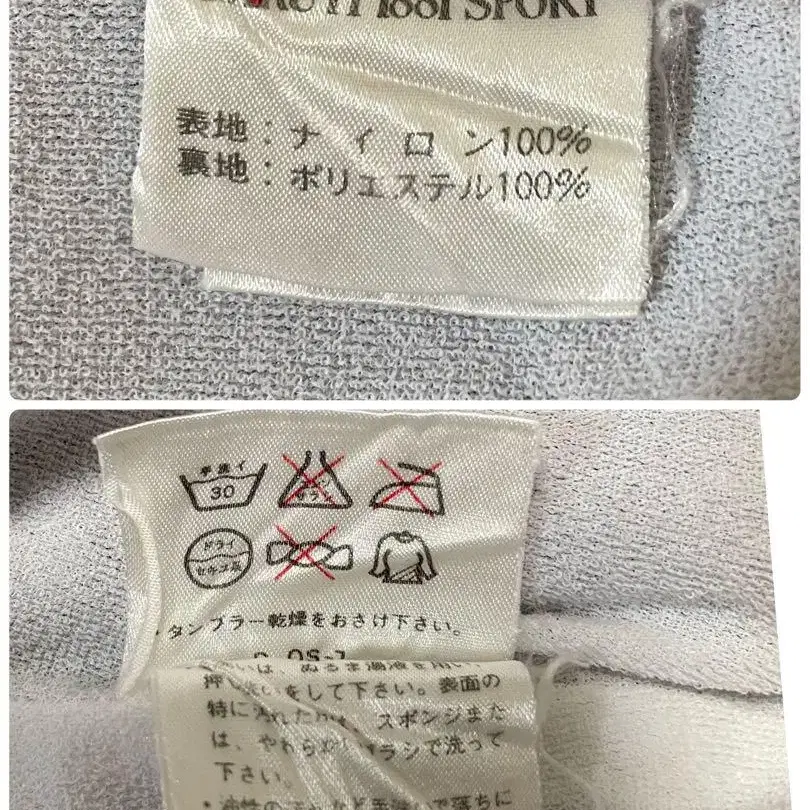 1881 SPORT
表地：ナイロン100%
裏地：ポリエステル100%
手洗イ
30
ドライ
セキユ系
・タンブラー乾燥をおさけ下さい。
押し洗いをして下さい。表面の
特に汚れた スポンジまた
は、やわらかい ラシで洗って
下さい。